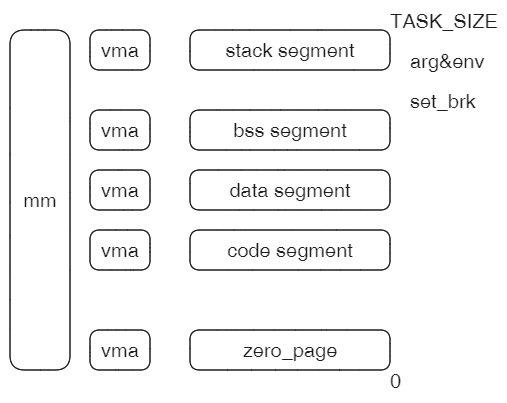 TASK_SIZE
vma
stack segment
arg&env
set_brk
vma
bss segment
vma
data segment
mm
vma
code segment
vma
zero_page
0